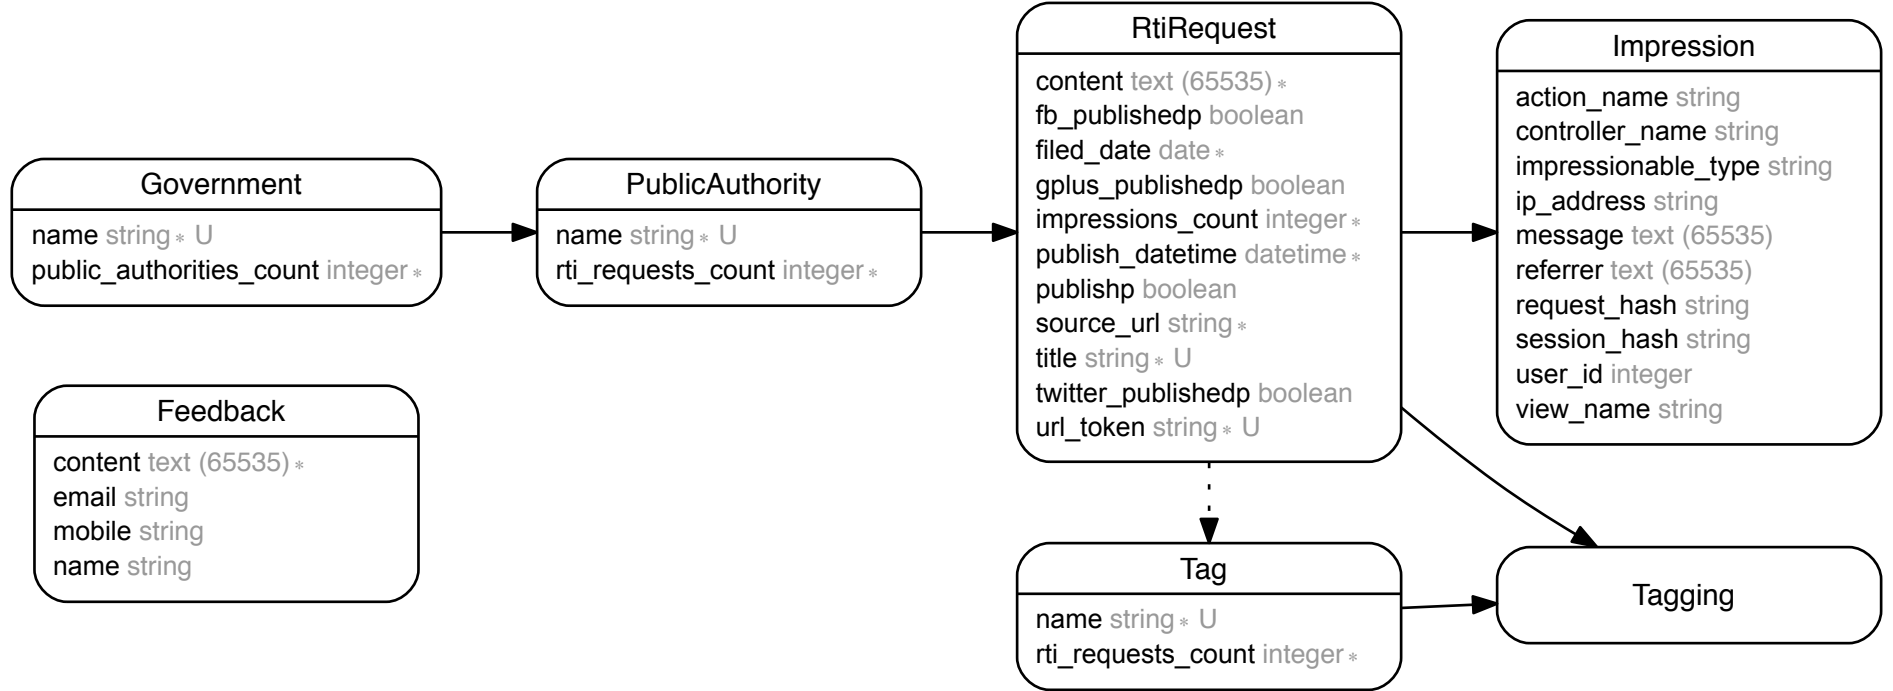 Government
name string * U
public_authorities_count integer *
PublicAuthority
name string * U
rti_requests_count integer *
RtiRequest
content text (65535) *
fb_publishedp boolean
filed_date date *
gplus_publishedp boolean
impressions_count integer *
publish_datetime datetime *
publishp boolean
source_url string *
title string * U
twitter_publishedp boolean
url_token string * U
Impression
action_name string
controller_name string
impressionable_type string
ip_address string
message text (65535)
referrer text (65535)
request_hash string
session_hash string
user_id integer
view_name string
Feedback
content text (65535) *
email string
mobile string
name string
Tag
name string * U
rti_requests_count integer *
Tagging